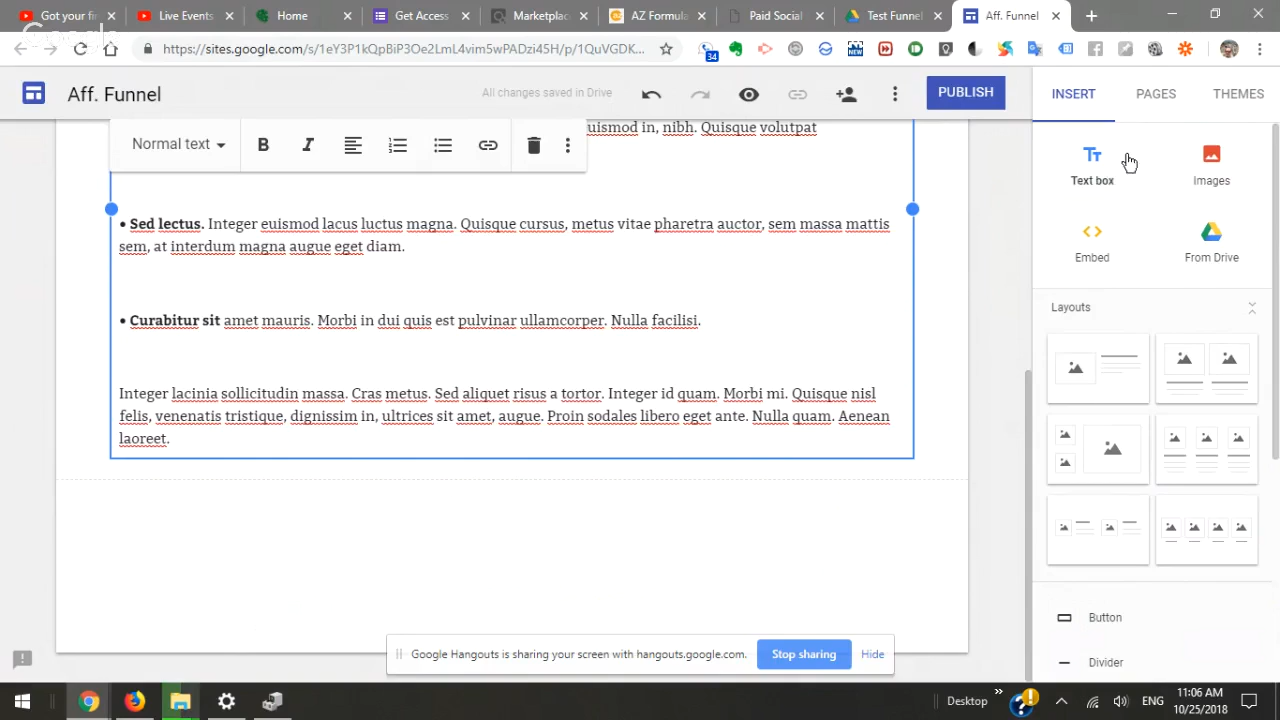 Got your fi
Live Events
Home
Get Access
Marketplac
AZ Formula
Paid Social
Test Funnel
Aff. Funnel
Google
https://sites.google.com/s/1eY3P1kQpBiP3Oe2LmL4vim5wPADzi45H/p/1QuVGDK...
34
NEW
Aff. Funnel
All changes saved in Drive
PUBLISH
INSERT
PAGES
THEMES
uismod in, nibh. Quisque volutpat
Normal text
B
I
Text box
Images
• Sed lectus. Integer euismod lacus luctus magna. Quisque cursus, metus vitae pharetra auctor, sem massa mattis
sem, at interdum magna augue eget diam.
Embed
From Drive
Layouts
• Curabitur sit amet mauris. Morbi in dui quis est pulvinar ullamcorper. Nulla facilisi.
Integer lacinia sollicitudin massa. Cras metus. Sed aliquet risus a tortor. Integer id quam. Morbi mi. Quisque nisl
felis, venenatis tristique, dignissim in, ultrices sit amet, augue. Proin sodales libero eget ante. Nulla quam. Aenean
laoreet.
Button
Divider
Google Hangouts is sharing your screen with hangouts.google.com.
Stop sharing
Hide
Desktop
ENG
11:06 AM
10/25/2018